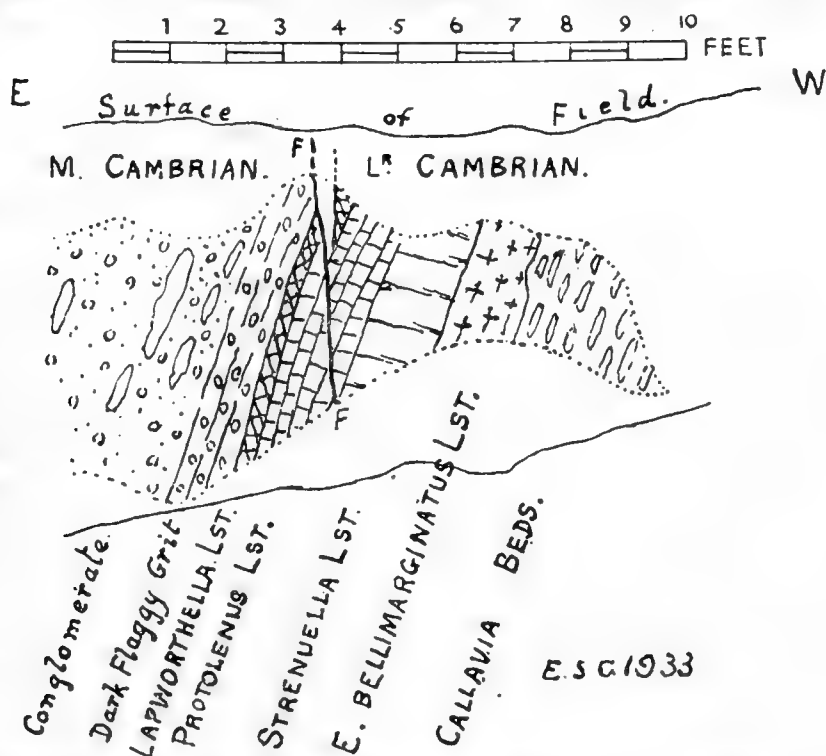 1 2 3 4 5 6 7 8 9 10
FEET
E W
Surface of Field.
F
M. CAMBRIAN. Lᴿ CAMBRIAN.
F
Conglomerate.
Dark Flaggy Grit
LAPWORTHELLA LST.
PROTOLENUS LST.
STRENUELLA LST.
E. BELLIMARGINATUS LST.
CALLAVIA BEDS.
E.S.C. 1933